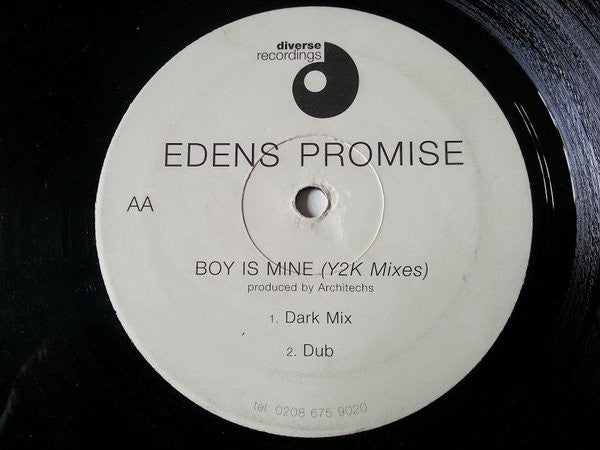 diverse
recordings
EDENS PROMISE
AA
BOY IS MINE (Y2K Mixes)
produced by Architechs
1. Dark Mix
2. Dub
tel: 0208 675 9020